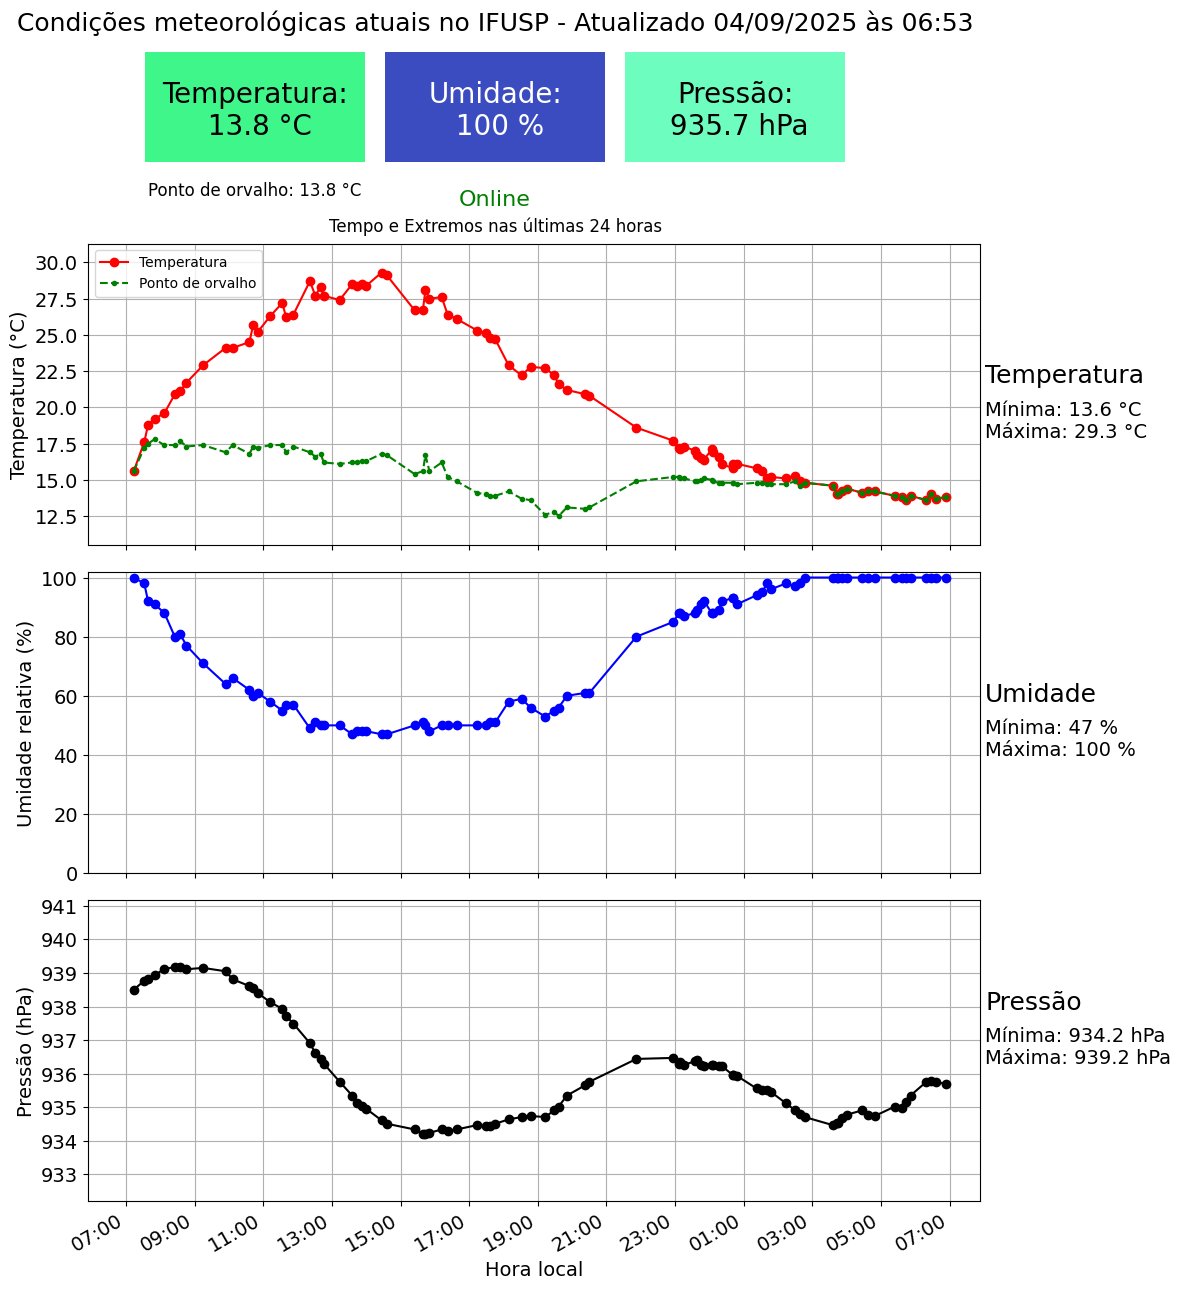 Condições meteorológicas atuais no IFUSP - Atualizado 04/09/2025 às 06:53
Temperatura:
13.8 °C
Umidade:
100 %
Pressão:
935.7 hPa
Ponto de orvalho: 13.8 °C
Online
Tempo e Extremos nas últimas 24 horas
Temperatura
Ponto de orvalho
Temperatura (°C)
30.0
27.5
25.0
22.5
20.0
17.5
15.0
12.5
Temperatura
Mínima: 13.6 °C
Máxima: 29.3 °C
Umidade relativa (%)
100
80
60
40
20
0
Umidade
Mínima: 47 %
Máxima: 100 %
Pressão (hPa)
941
940
939
938
937
936
935
934
933
Pressão
Mínima: 934.2 hPa
Máxima: 939.2 hPa
07:00
09:00
11:00
13:00
15:00
17:00
19:00
21:00
23:00
01:00
03:00
05:00
07:00
Hora local